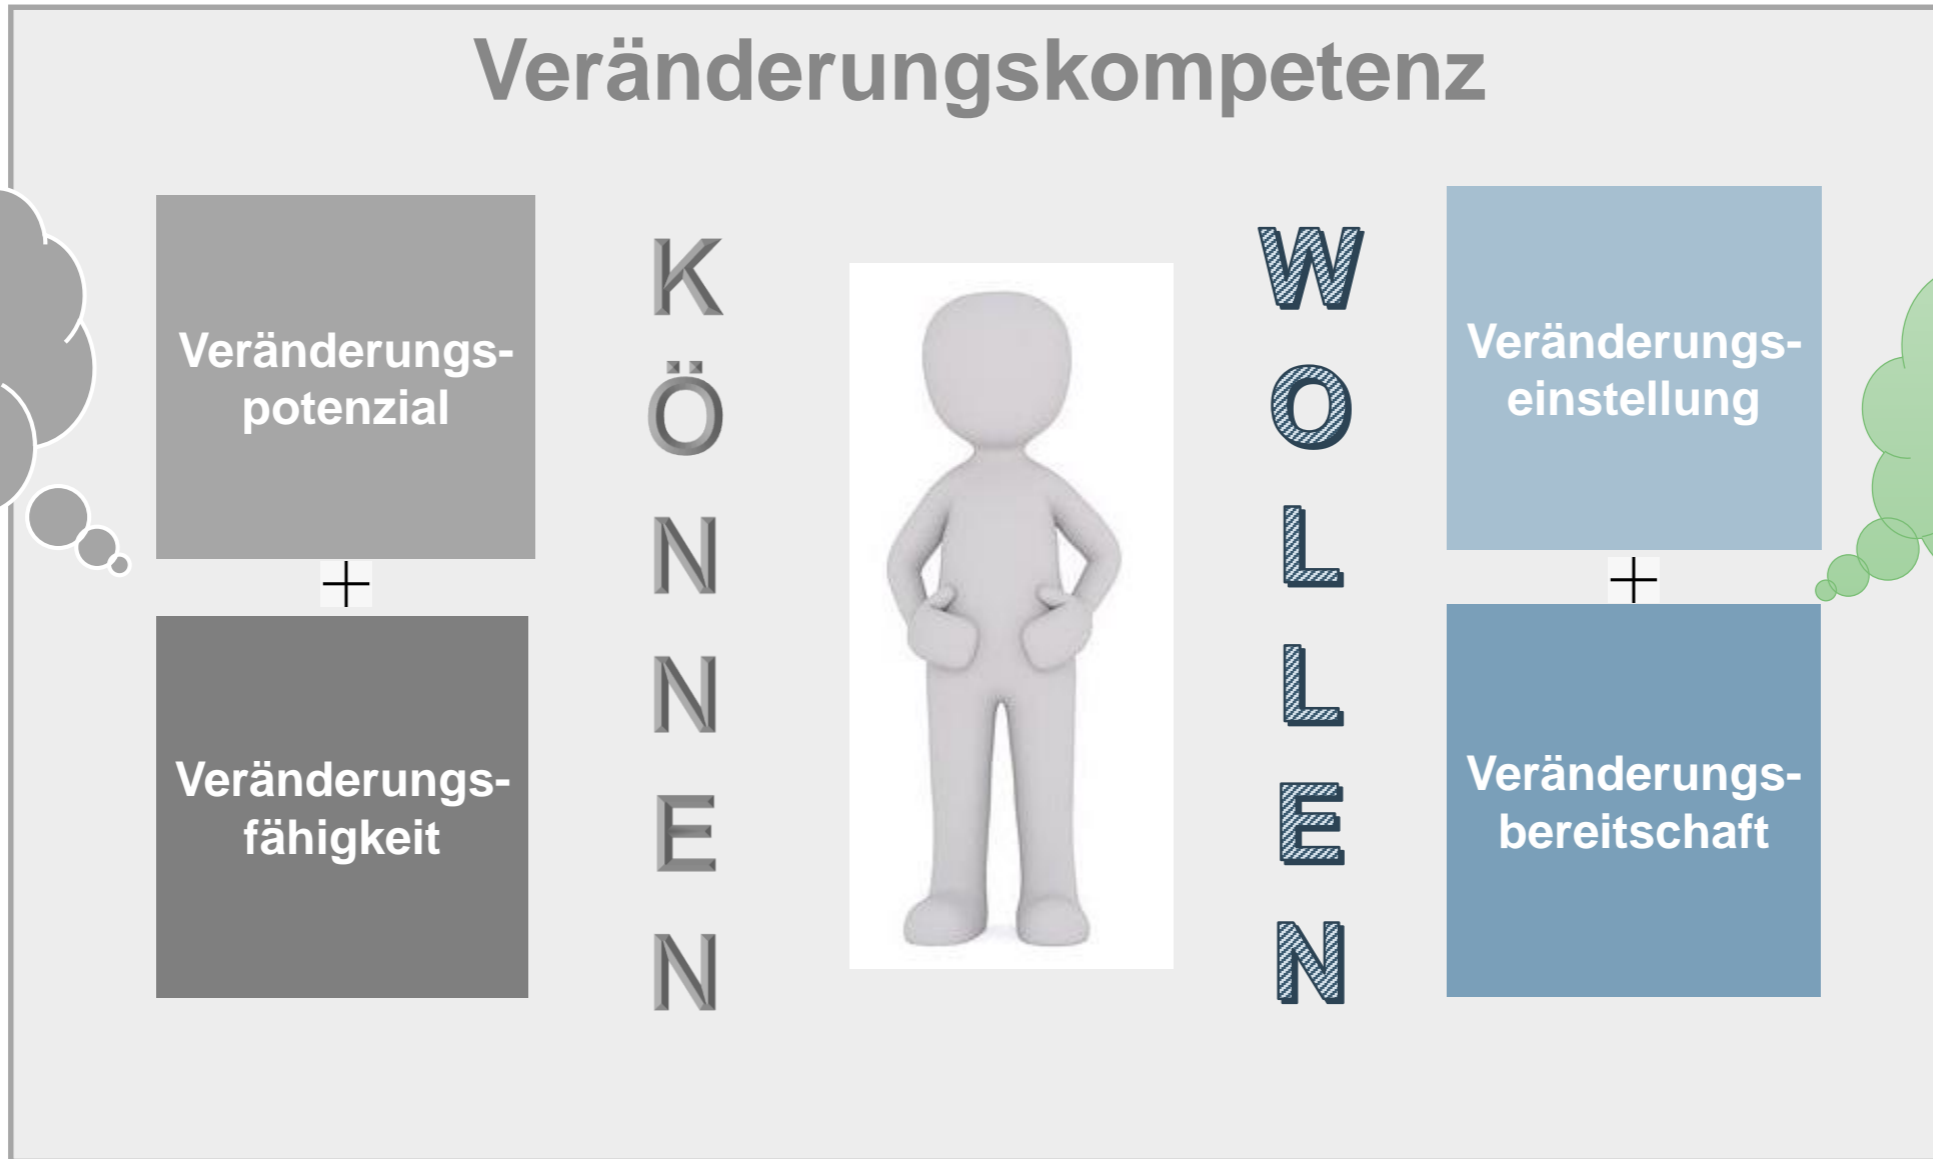 Veränderungskompetenz
Veränderungs-
potenzial
+
Veränderungs-
fähigkeit
K
Ö
N
N
E
N
W
O
L
L
E
N
Veränderungs-
einstellung
+
Veränderungs-
bereitschaft